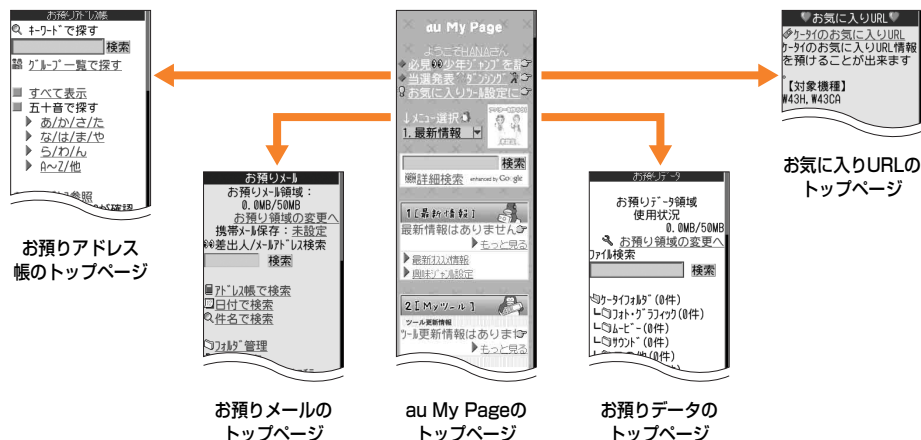 お預りアドレス帳
キーワードで探す
検索
グループ一覧で探す
すべて表示
五十音で探す
あ/か/さ/た
な/は/ま/や
ら/わ/ん
A〜Z/他
お預りアドレス
帳のトップページ
お預りメール
お預りメール領域:
0.0MB/50MB
お預り領域の変更へ
携帯メール保存:未設定
差出人/メールアドレス検索
検索
アドレス帳で検索
日付で検索
件名で検索
フォルダ管理
お預りメールの
トップページ
au My Page
ようこそHANAさん
必見 少年ジャンプを
当選発表 ダンシング
お気に入りツール設定に
↓メニュー選択
1. 最新情報
検索
詳細検索 enhanced by Google
1[最新情報]
最新情報はありません
もっと見る
最新オススメ情報
興味ジャンル設定
2[Myツール]
ツール更新情報
ツール更新情報はありま
もっと見る
au My Pageの
トップページ
お預りデータ
お預りデータ領域
使用状況
0.0MB/50MB
お預り領域の変更へ
ファイル検索
検索
ケータイフォルダ(0件)
フォト・グラフィック(0件)
ムービー(0件)
サウンド(0件)
お預りデータの
トップページ
お気に入りURL
ケータイのお気に入りURL
ケータイのお気に入りURL情報
を預けることが出来ます
。
【対象機種】
W43H、W43CA
お気に入りURLの
トップページ